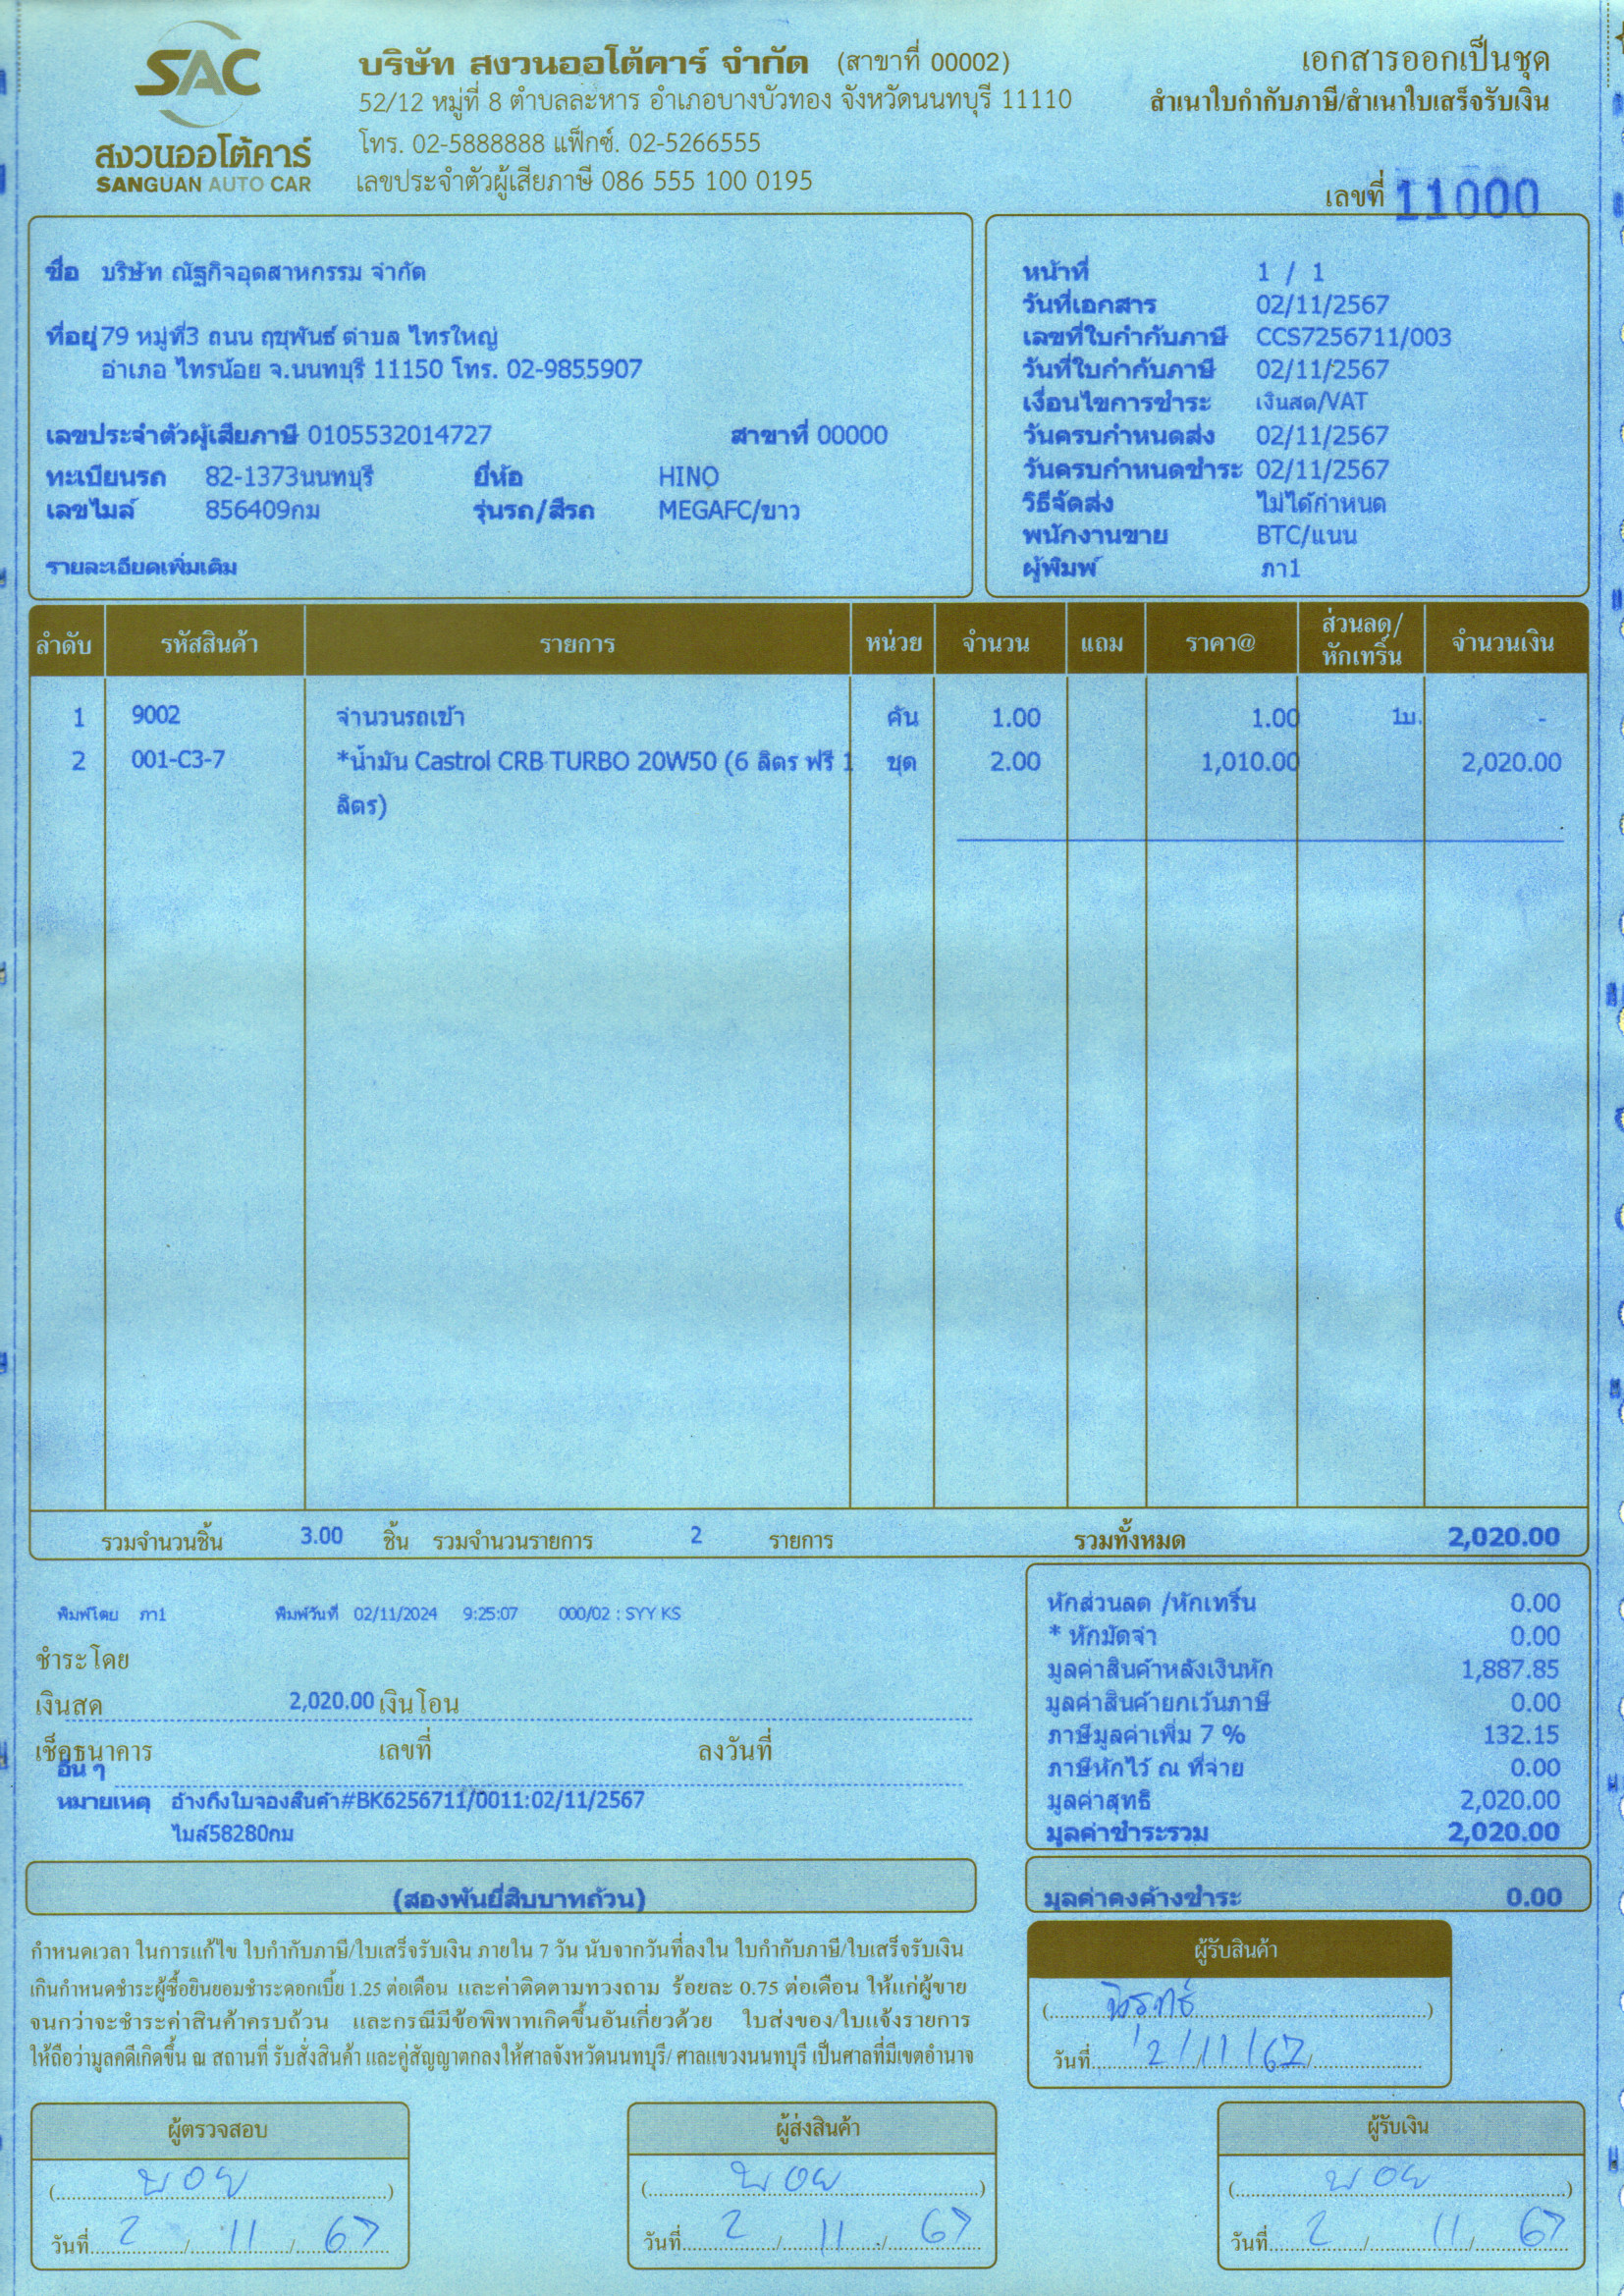 SAC
สงวนออโต้คาร์
SANGUAN AUTO CAR
บริษัท สงวนออโต้คาร์ จำกัด (สาขาที่ 00002)
52/12 หมู่ที่ 8 ตำบลละหาร อำเภอบางบัวทอง จังหวัดนนทบุรี 11110
โทร. 02-5888888 แฟ็กซ์. 02-5266555
เลขประจำตัวผู้เสียภาษี 086 555 100 0195
เอกสารออกเป็นชุด
สำเนาใบกำกับภาษี/สำเนาใบเสร็จรับเงิน
เลขที่ 11000
ชื่อ บริษัท ณัฐกิจอุตสาหกรรม จำกัด
ที่อยู่ 79 หมู่ที่3 ถนน ฤชุพันธ์ ตำบล ไทรใหญ่
อำเภอ ไทรน้อย จ.นนทบุรี 11150 โทร. 02-9855907
เลขประจำตัวผู้เสียภาษี 0105532014727 สาขาที่ 00000
ทะเบียนรถ 82-1373นนทบุรี ยี่ห้อ HINO
เลขไมล์ 856409กม รุ่นรถ/สีรถ MEGAFC/ขาว
รายละเอียดเพิ่มเติม
หน้าที่ 1 / 1
วันที่เอกสาร 02/11/2567
เลขที่ใบกำกับภาษี CCS7256711/003
วันที่ใบกำกับภาษี 02/11/2567
เงื่อนไขการชำระ เงินสด/VAT
วันครบกำหนดส่ง 02/11/2567
วันครบกำหนดชำระ 02/11/2567
วิธีจัดส่ง ไม่ได้กำหนด
พนักงานขาย BTC/แนน
ผู้พิมพ์ ภา1
ลำดับ รหัสสินค้า รายการ หน่วย จำนวน แถม ราคา@ ส่วนลด/หักเทริ์น จำนวนเงิน
1 9002 จำนวนรถเข้า คัน 1.00 1.00 1บ. -
2 001-C3-7 *น้ำมัน Castrol CRB TURBO 20W50 (6 ลิตร ฟรี 1 ชุด 2.00 1,010.00 2,020.00
ลิตร)
รวมจำนวนชิ้น 3.00 ชิ้น รวมจำนวนรายการ 2 รายการ รวมทั้งหมด 2,020.00
พิมพ์โดย ภา1 พิมพ์วันที่ 02/11/2024 9:25:07 000/02 : SYY KS
ชำระโดย
เงินสด 2,020.00 เงินโอน
เช็คธนาคาร เลขที่ ลงวันที่
อื่น ๆ
หมายเหตุ อ้างถึงใบจองสินค้า#BK6256711/0011:02/11/2567
ไมล์58280กม
หักส่วนลด /หักเทริ์น 0.00
* หักมัดจำ 0.00
มูลค่าสินค้าหลังเงินหัก 1,887.85
มูลค่าสินค้ายกเว้นภาษี 0.00
ภาษีมูลค่าเพิ่ม 7 % 132.15
ภาษีหักไว้ ณ ที่จ่าย 0.00
มูลค่าสุทธิ 2,020.00
มูลค่าชำระรวม 2,020.00
(สองพันยี่สิบบาทถ้วน)
มูลค่าคงค้างชำระ 0.00
กำหนดเวลา ในการแก้ไข ใบกำกับภาษี/ใบเสร็จรับเงิน ภายใน 7 วัน นับจากวันที่ลงใน ใบกำกับภาษี/ใบเสร็จรับเงิน
เกินกำหนดชำระผู้ซื้อยินยอมชำระดอกเบี้ย 1.25 ต่อเดือน และค่าติดตามทวงถาม ร้อยละ 0.75 ต่อเดือน ให้แก่ผู้ขาย
จนกว่าจะชำระค่าสินค้าครบถ้วน และกรณีมีข้อพิพาทเกิดขึ้นอันเกี่ยวด้วย ใบส่งของ/ใบแจ้งรายการ
ให้ถือว่ามูลคดีเกิดขึ้น ณ สถานที่ รับสั่งสินค้า และคู่สัญญาตกลงให้ศาลจังหวัดนนทบุรี/ ศาลแขวงนนทบุรี เป็นศาลที่มีเขตอำนาจ
ผู้รับสินค้า
วันที่ 2/11/67
ผู้ตรวจสอบ
(พลอย)
วันที่ 2/11/67
ผู้ส่งสินค้า
วันที่ 2/11/67
ผู้รับเงิน
วันที่ 2/11/67